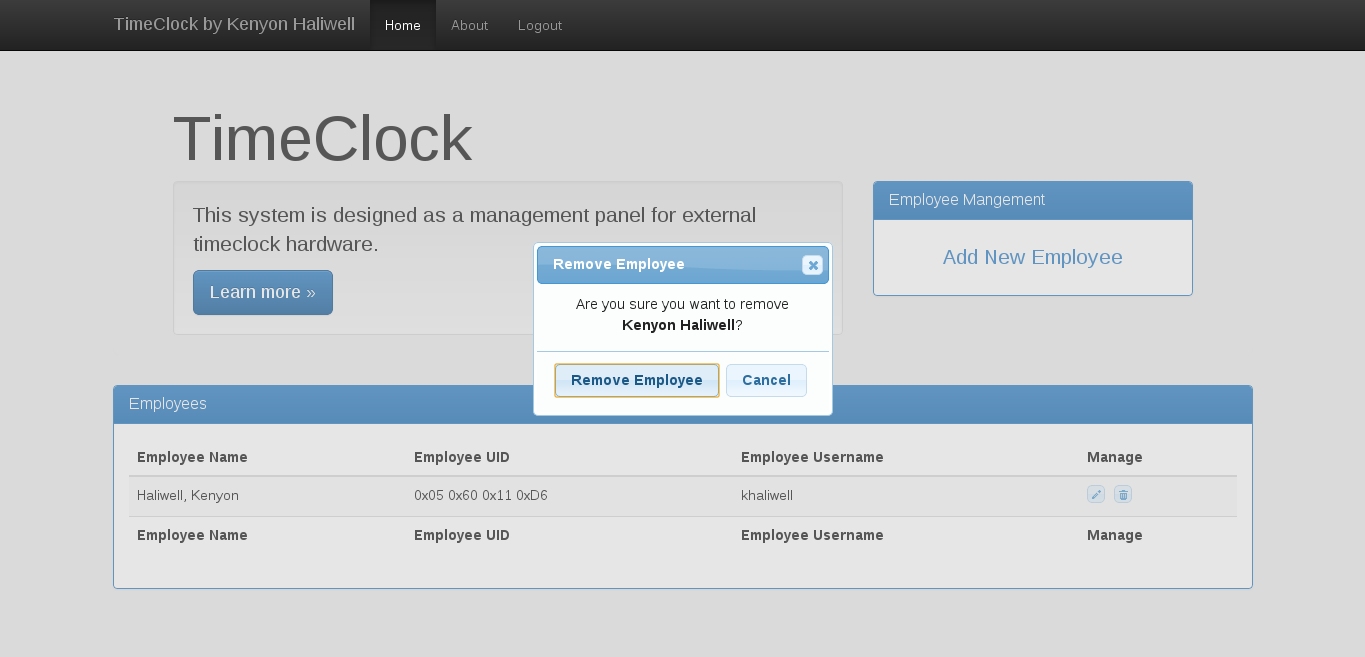 TimeClock by Kenyon Haliwell Home About Logout
TimeClock
This system is designed as a management panel for external
timeclock hardware.
Learn more »
Employee Mangement
Add New Employee
Remove Employee
Are you sure you want to remove
Kenyon Haliwell?
Remove Employee Cancel
Employees
Employee Name Employee UID Employee Username Manage
Haliwell, Kenyon 0x05 0x60 0x11 0xD6 khaliwell
Employee Name Employee UID Employee Username Manage